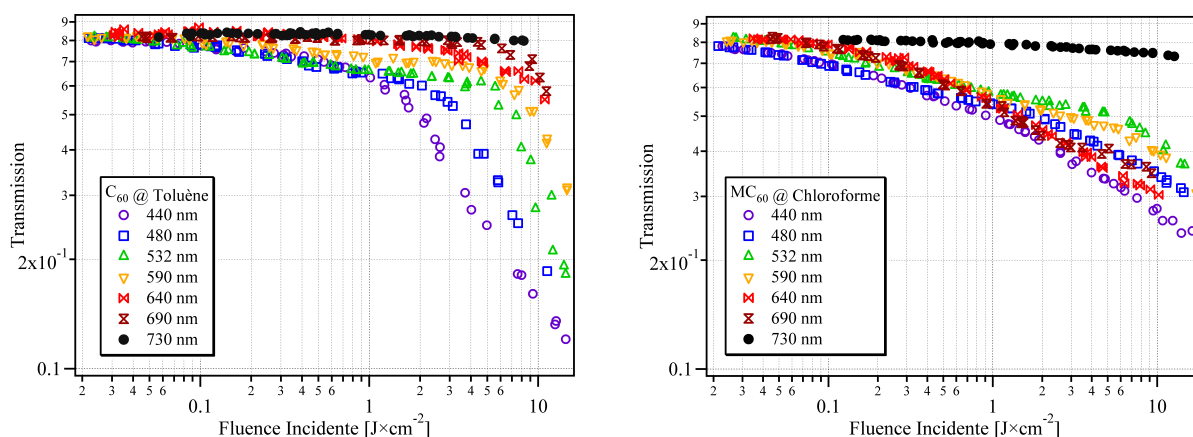 9
8
7
6
5
4
3
2x10⁻¹
0.1
Transmission
C₆₀ @ Toluène
440 nm
480 nm
532 nm
590 nm
640 nm
690 nm
730 nm
2 3 4 5 6 0.1 2 3 4 5 6 1 2 3 4 5 6 10
Fluence Incidente [J×cm⁻²]
9
8
7
6
5
4
3
2x10⁻¹
0.1
Transmission
MC₆₀ @ Chloroforme
440 nm
480 nm
532 nm
590 nm
640 nm
690 nm
730 nm
2 3 4 5 6 0.1 2 3 4 5 6 1 2 3 4 5 6 10
Fluence Incidente [J×cm⁻²]